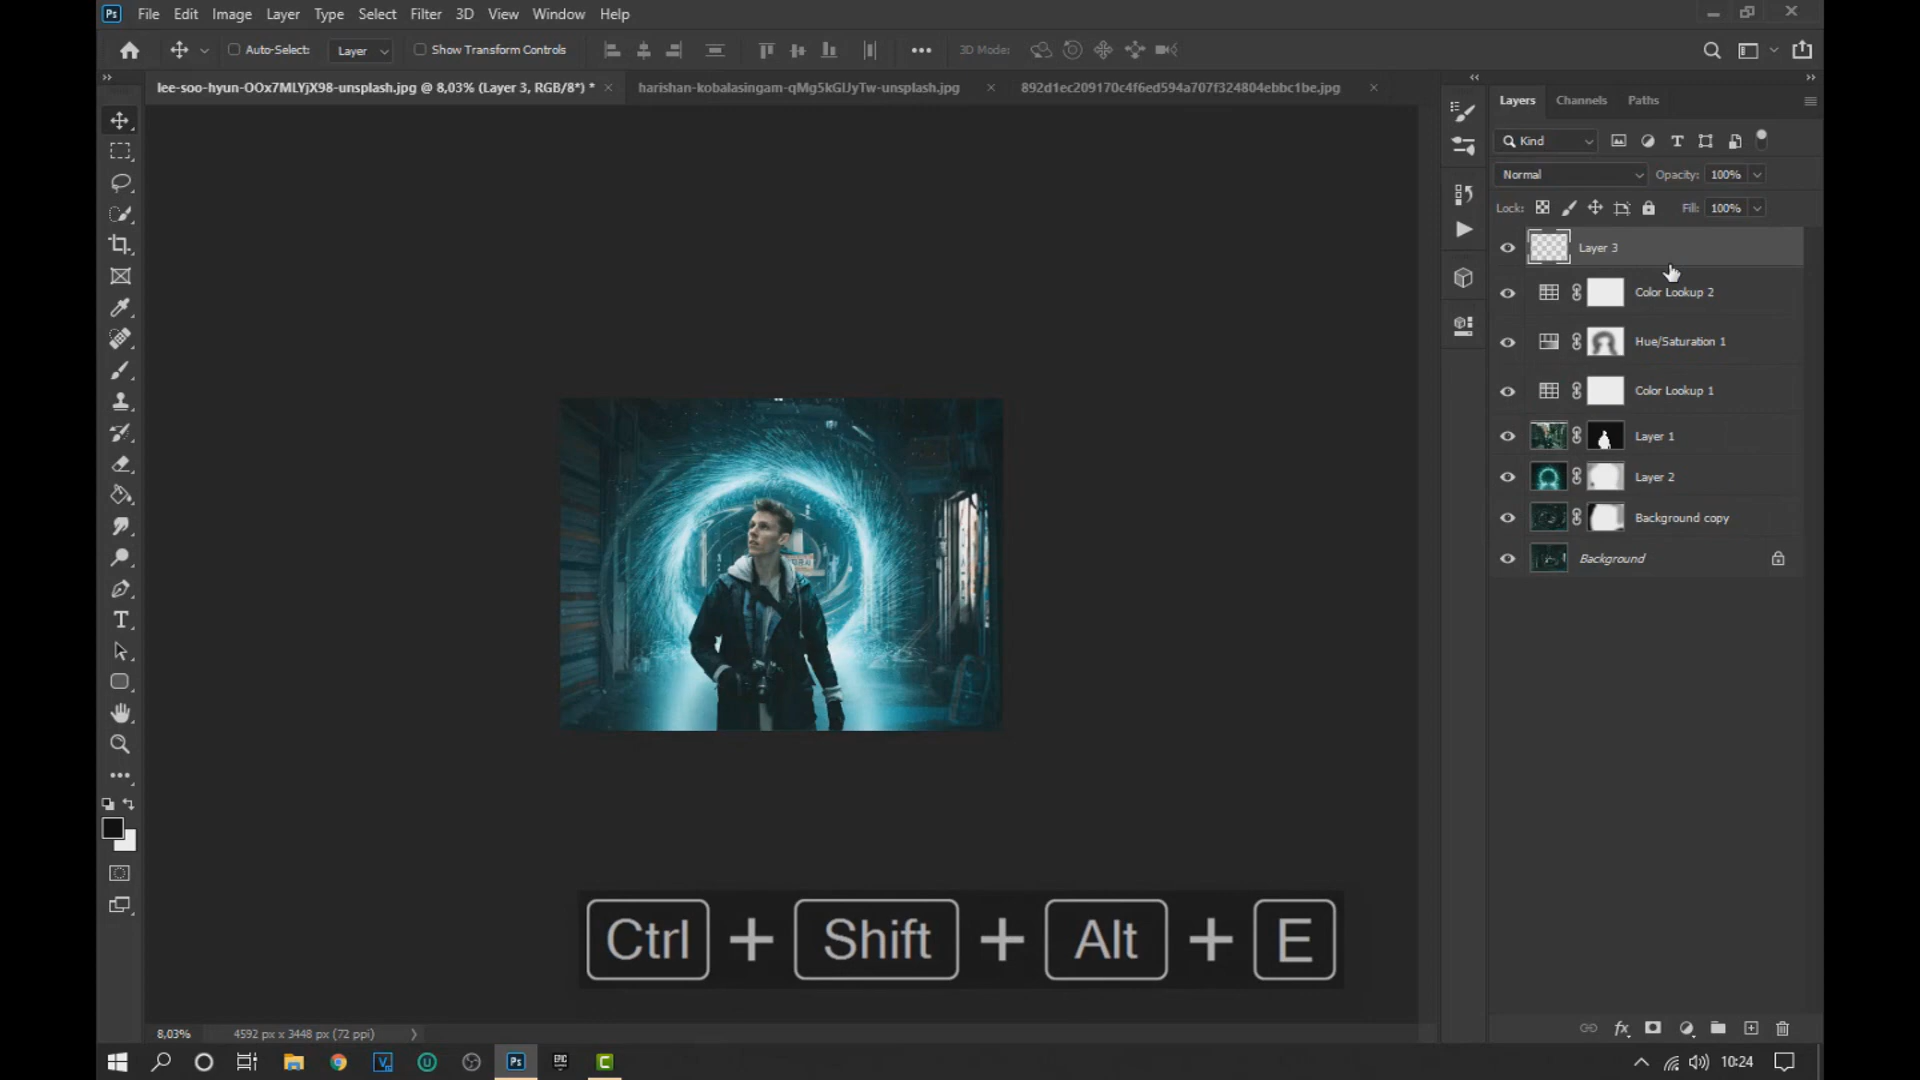 Ps File Edit Image Layer Type Select Filter 3D View Window Help
Auto-Select: Layer Show Transform Controls 3D Mode:
lee-soo-hyun-OOx7MLYjX98-unsplash.jpg @ 8,03% (Layer 3, RGB/8*) * harishan-kobalasingam-qMg5kGlJyTw-unsplash.jpg 892d1ec209170c4f6ed594a707f324804ebbc1be.jpg
Layers Channels Paths
Kind
Normal Opacity: 100%
Lock: Fill: 100%
Layer 3
Color Lookup 2
Hue/Saturation 1
Color Lookup 1
Layer 1
Layer 2
Background copy
Background
Ctrl + Shift + Alt + E
8,03% 4592 px x 3448 px (72 ppi)
Ps EPIC 10:24